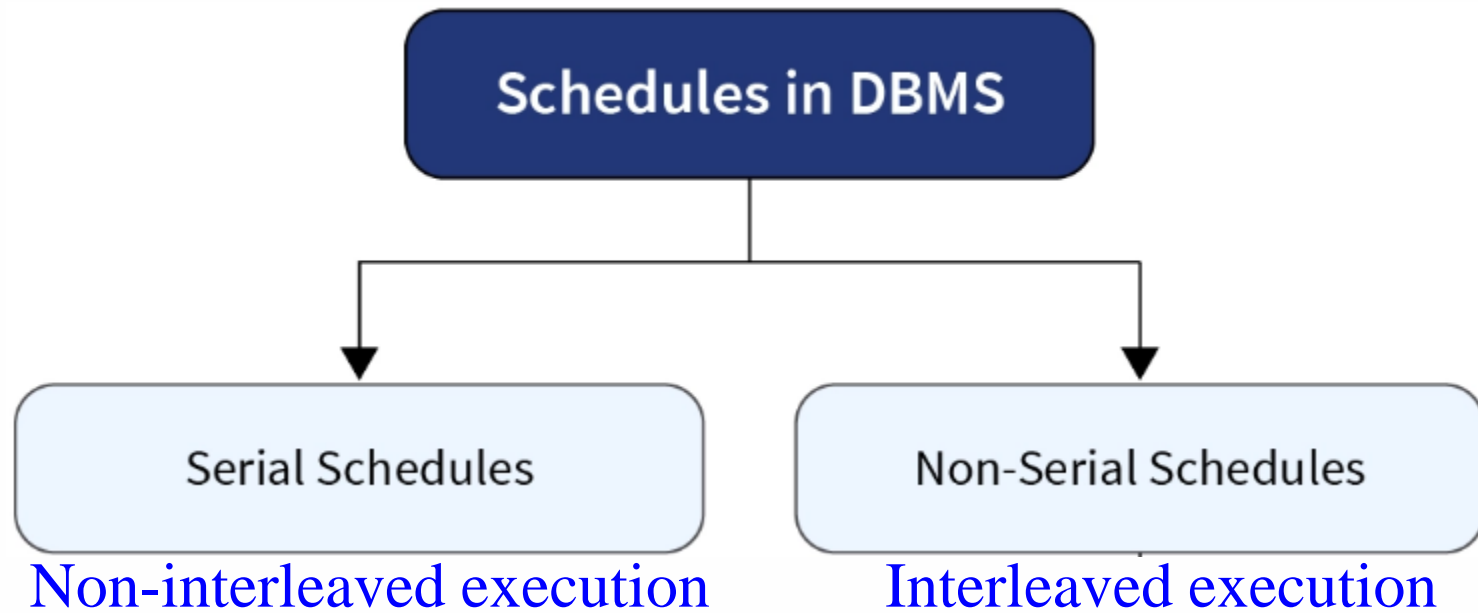 Schedules in DBMS
Serial Schedules
Non-Serial Schedules
Non-interleaved execution
Interleaved execution